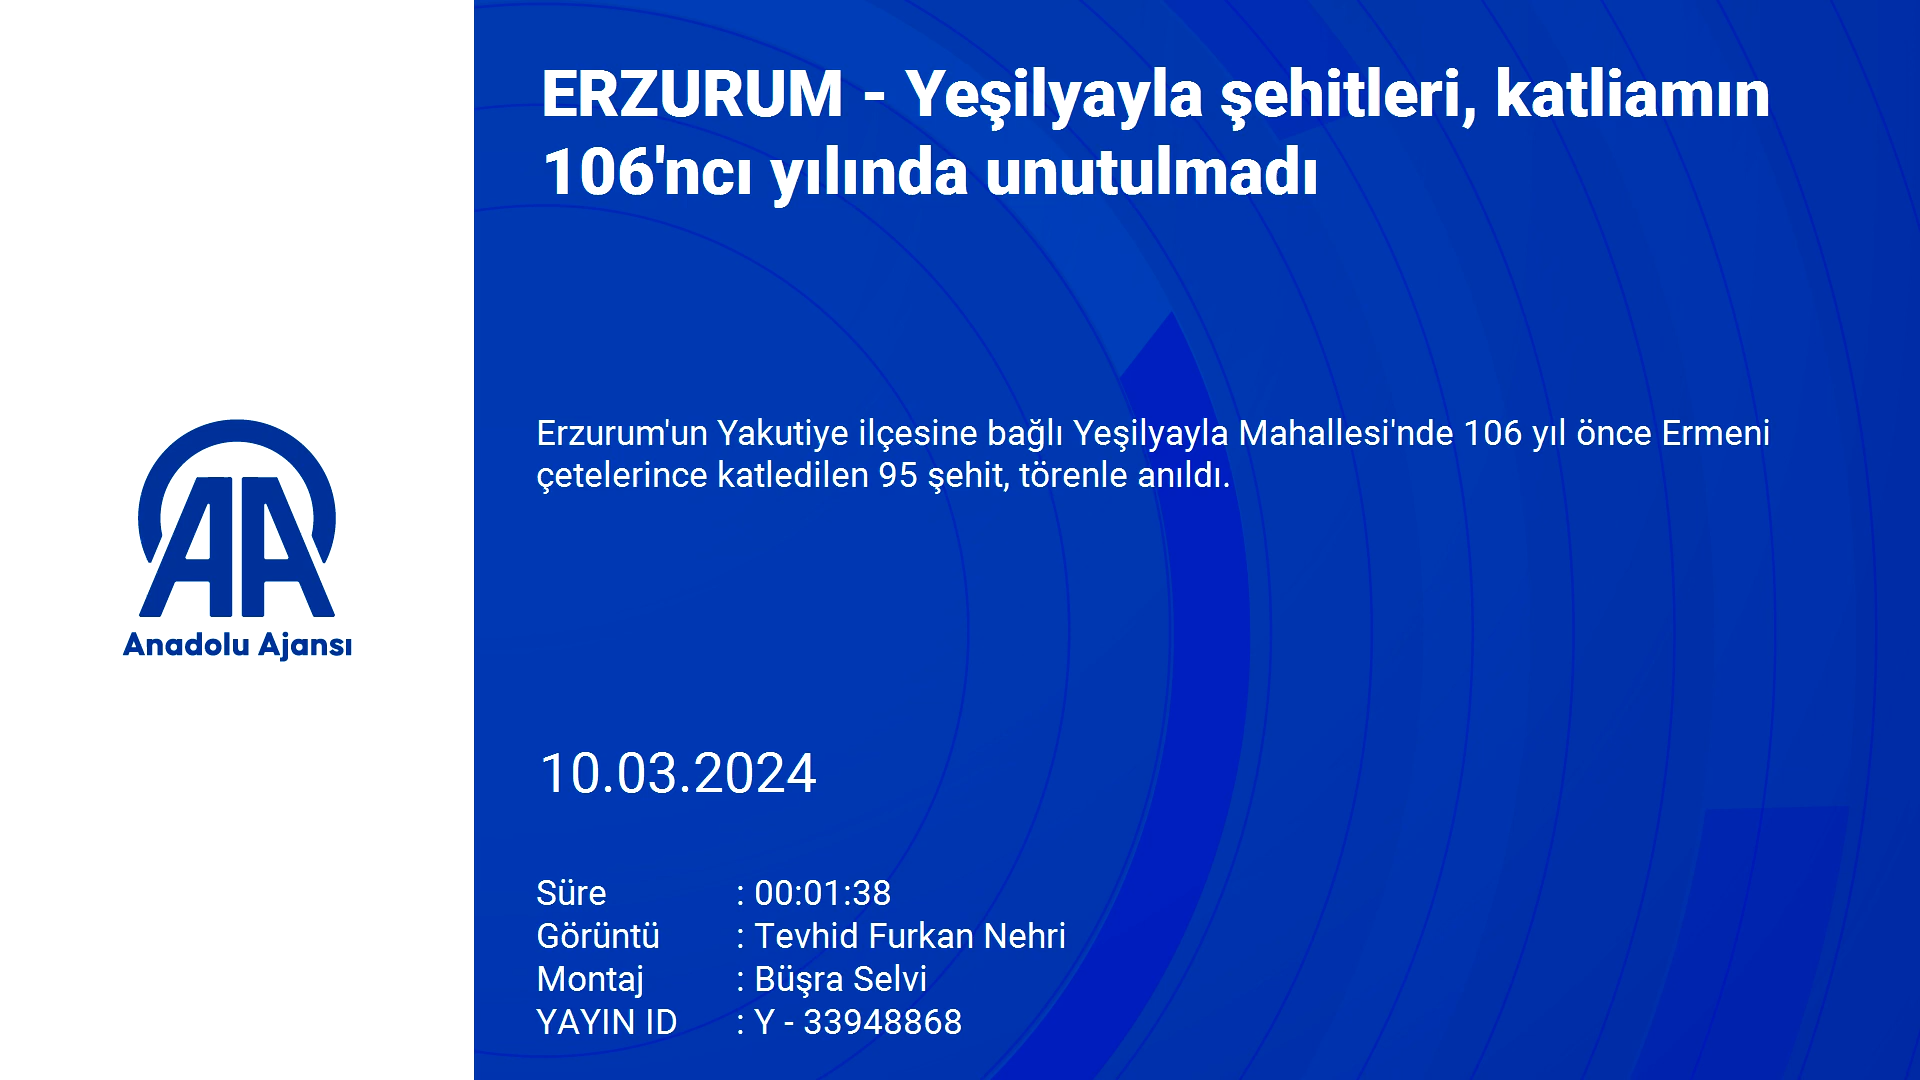 ERZURUM - Yeşilyayla şehitleri, katliamın
106'ncı yılında unutulmadı
Erzurum'un Yakutiye ilçesine bağlı Yeşilyayla Mahallesi'nde 106 yıl önce Ermeni
çetelerince katledilen 95 şehit, törenle anıldı.
AA
Anadolu Ajansı
10.03.2024
Süre : 00:01:38
Görüntü : Tevhid Furkan Nehri
Montaj : Büşra Selvi
YAYIN ID : Y - 33948868